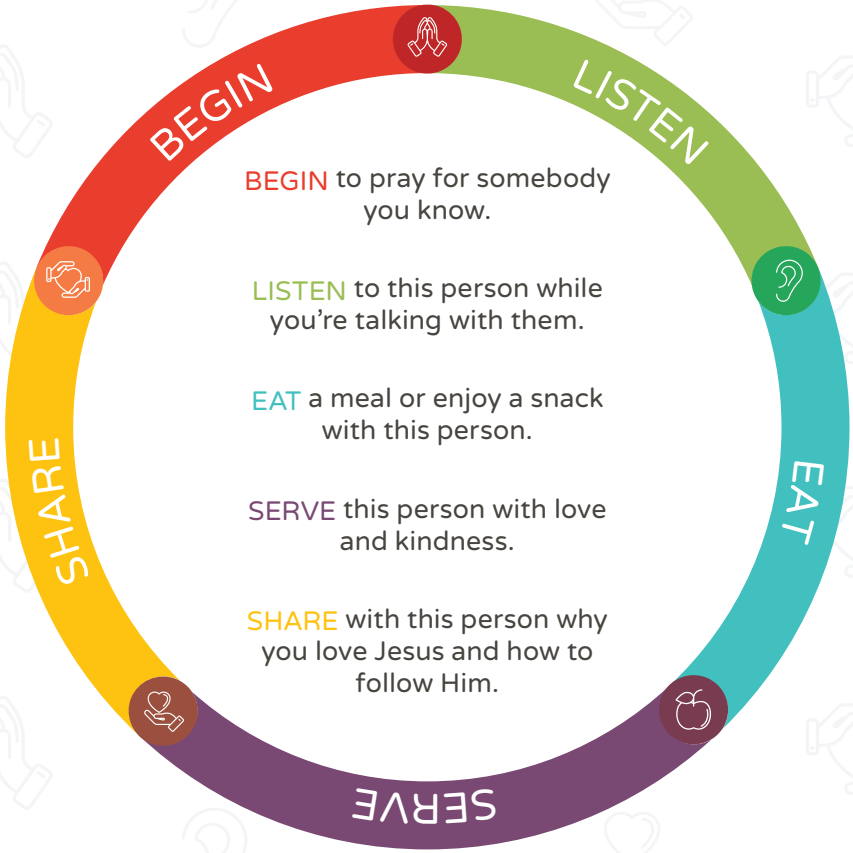 BEGIN
LISTEN
BEGIN to pray for somebody
you know.
LISTEN to this person while
you're talking with them.
EAT a meal or enjoy a snack
with this person.
SERVE this person with love
and kindness.
SHARE with this person why
you love Jesus and how to
follow Him.
EAT
SERVE
SHARE